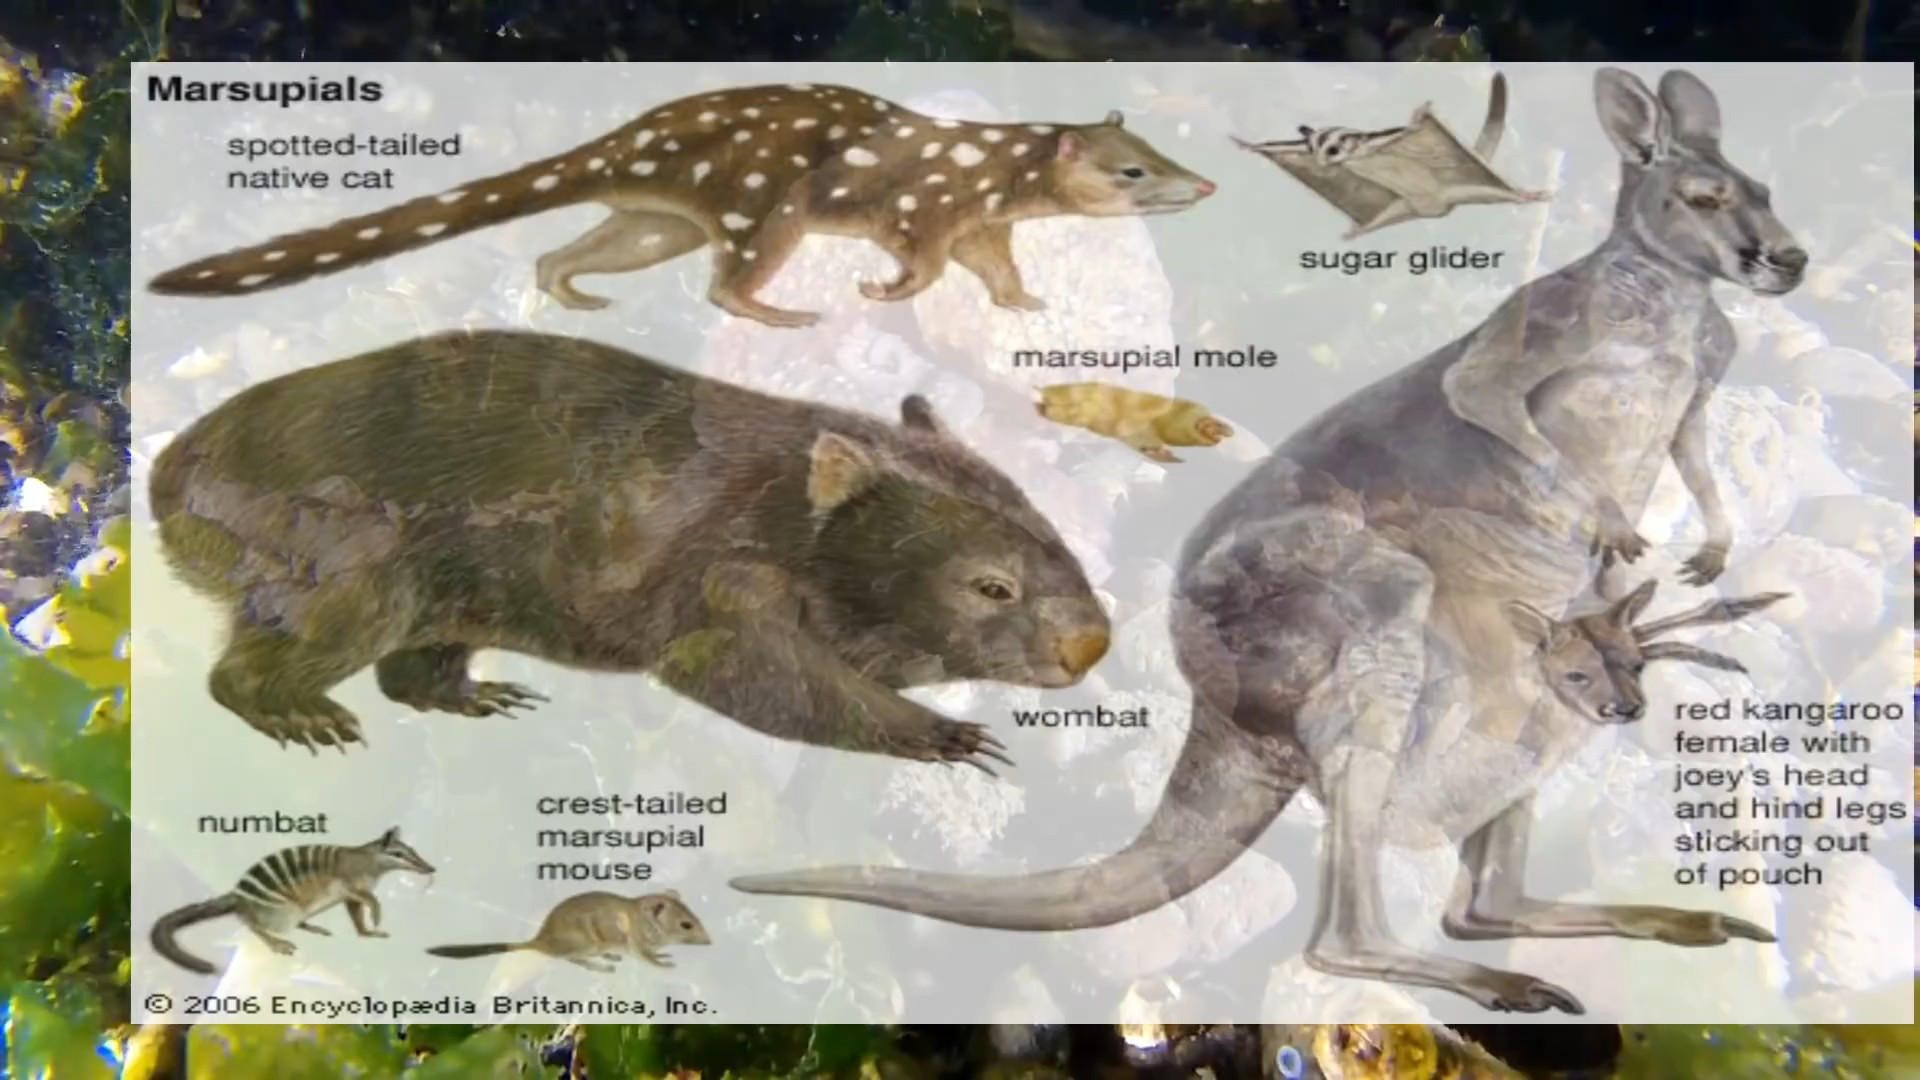 Marsupials
spotted-tailed
native cat
sugar glider
marsupial mole
wombat
red kangaroo
female with
joey's head
and hind legs
sticking out
of pouch
numbat
crest-tailed
marsupial
mouse
© 2006 Encyclopædia Britannica, Inc.